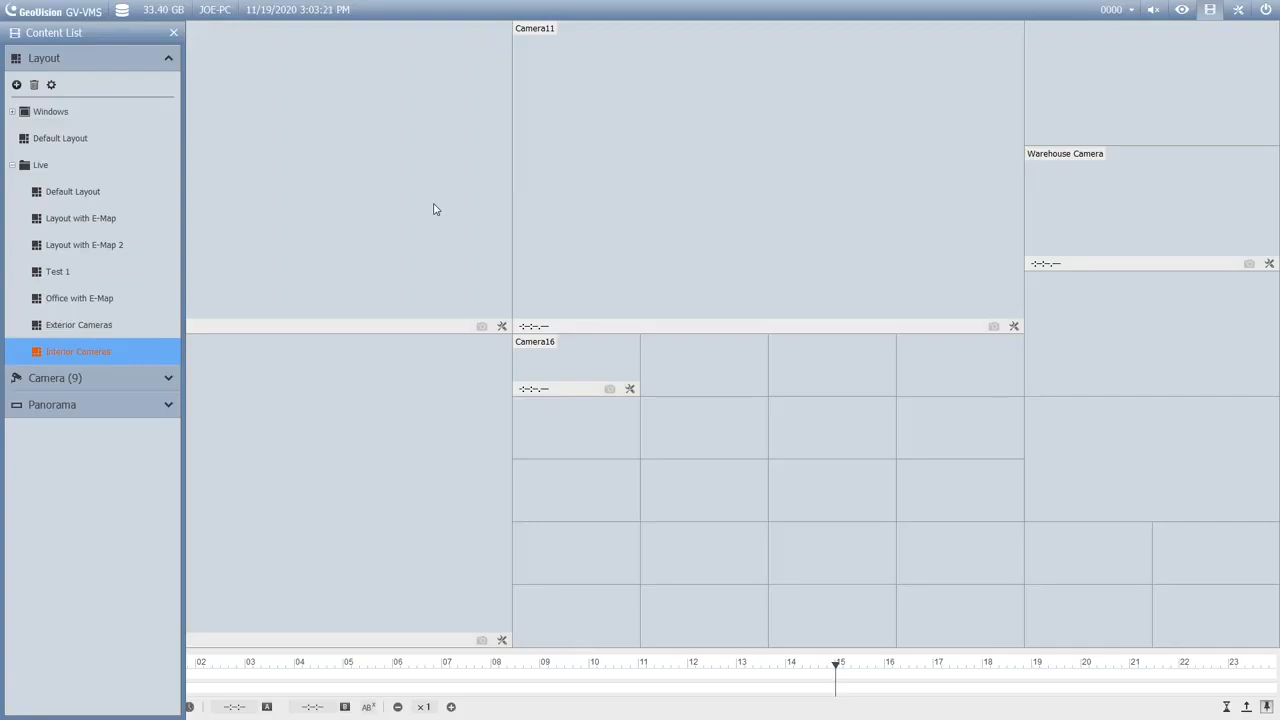 GeoVision GV-VMS 33.40 GB JOE-PC 11/19/2020 3:03:21 PM 0000
Content List
Layout
Windows
Default Layout
Live
Default Layout
Layout with E-Map
Layout with E-Map 2
Test 1
Office with E-Map
Exterior Cameras
Interior Cameras
Camera (9)
Panorama
Camera11
Warehouse Camera
-:-:-.--
-:-:-.--
Camera16
-:-:-.--
02 03 04 05 06 07 08 09 10 11 12 13 14 15 16 17 18 19 20 21 22 23
-:-:- A -:-:- B AB× × 1